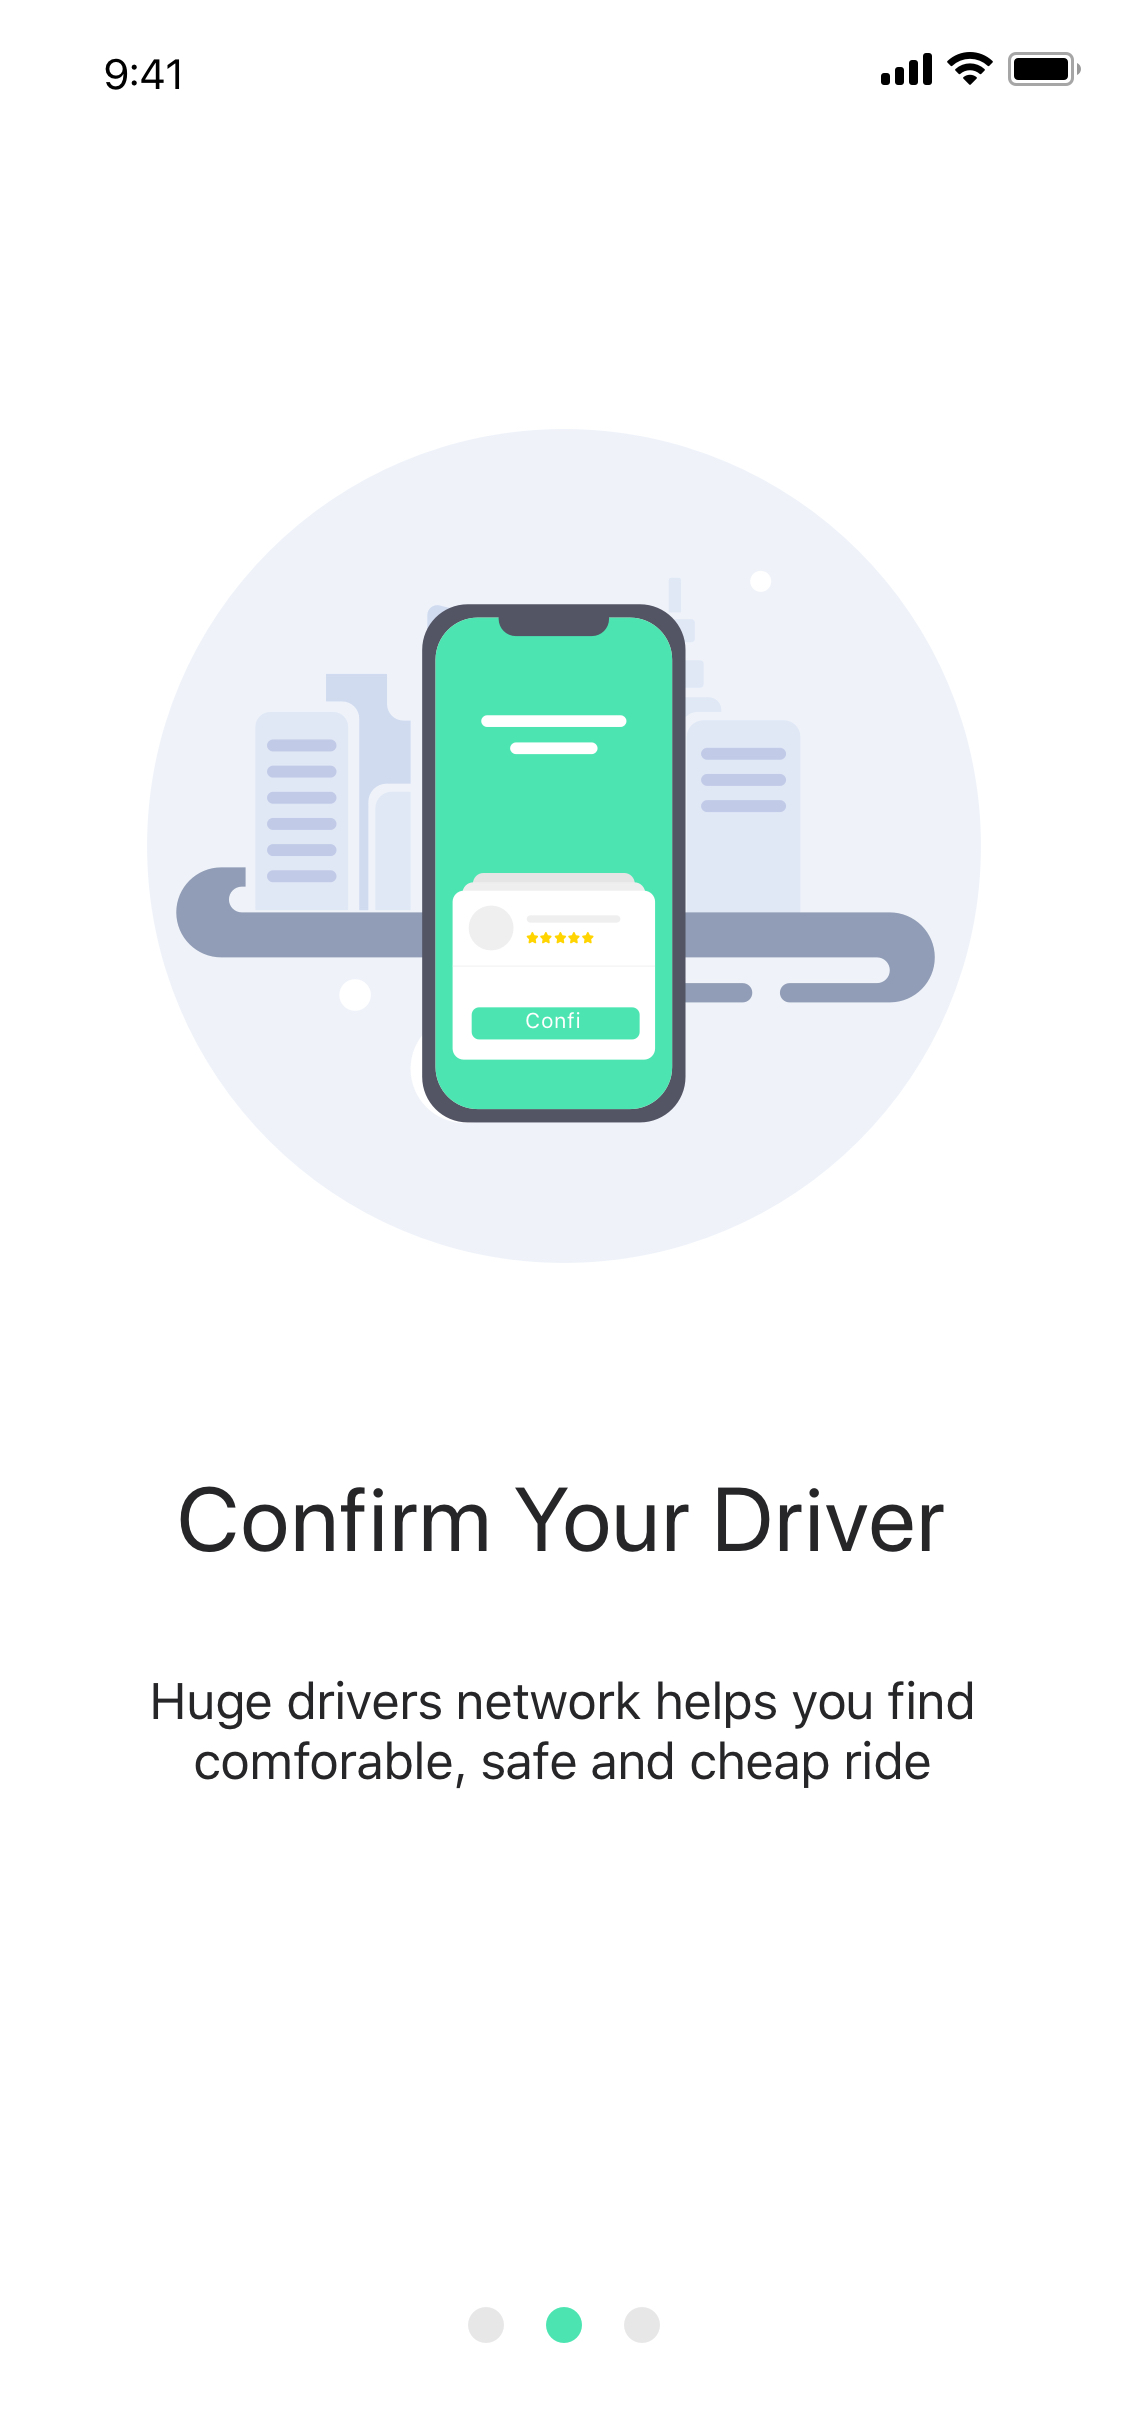 9:41
Confi
Confirm Your Driver
Huge drivers network helps you find
comforable, safe and cheap ride